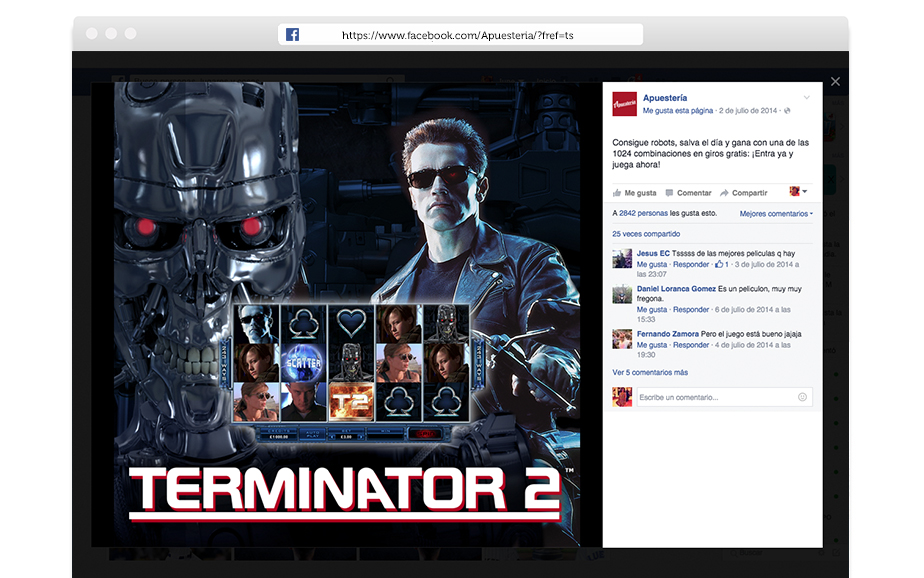 https://www.facebook.com/Apuesteria/?fref=ts
Apuestería
Apuestería
Me gusta esta página · 2 de julio de 2014 ·
Consigue robots, salva el día y gana con una de las
1024 combinaciones en giros gratis: ¡Entra ya y
juega ahora!
Me gusta Comentar Compartir
A 2842 personas les gusta esto. Mejores comentarios
25 veces compartido
Jesus EC Tsssss de las mejores peliculas q hay
Me gusta · Responder · 1 · 3 de julio de 2014 a
las 23:07
Daniel Loranca Gomez Es un peliculon, muy muy
fregona.
Me gusta · Responder · 6 de julio de 2014 a las
15:33
Fernando Zamora Pero el juego está bueno jajaja
Me gusta · Responder · 4 de julio de 2014 a las
19:30
Ver 5 comentarios más
Escribe un comentario...
SCATTER
T2
CREDITS AUTO PLAY BET WIN
£1000.00 £3.00
TERMINATOR 2™